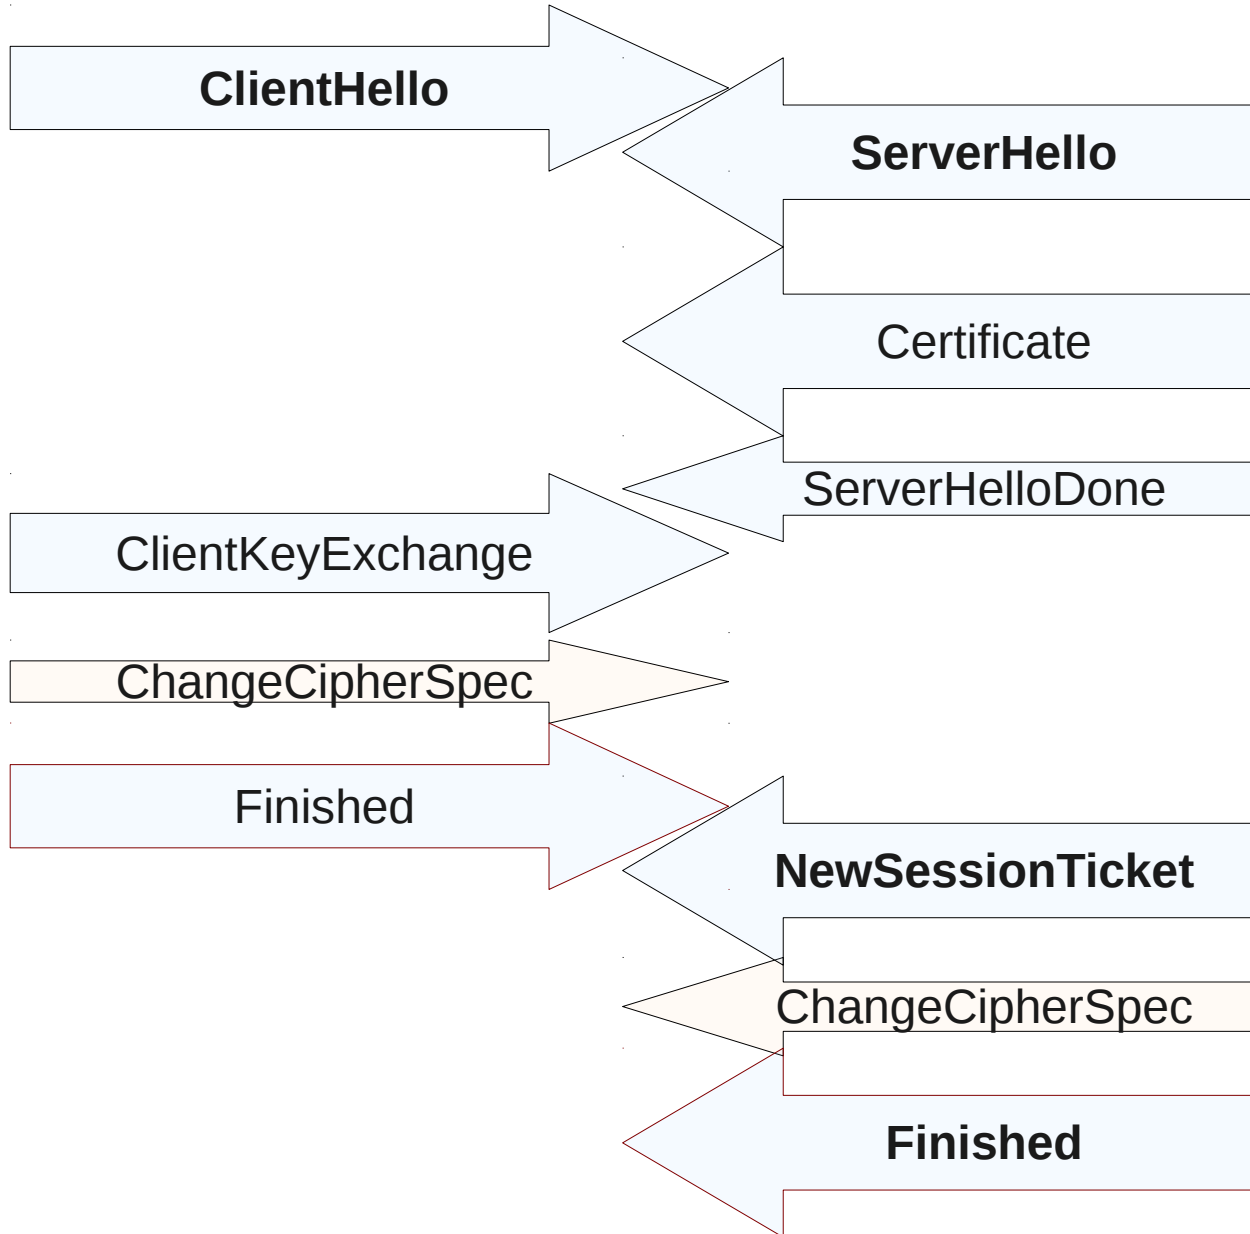 ClientHello
ServerHello
Certificate
ServerHelloDone
ClientKeyExchange
ChangeCipherSpec
Finished
NewSessionTicket
ChangeCipherSpec
Finished